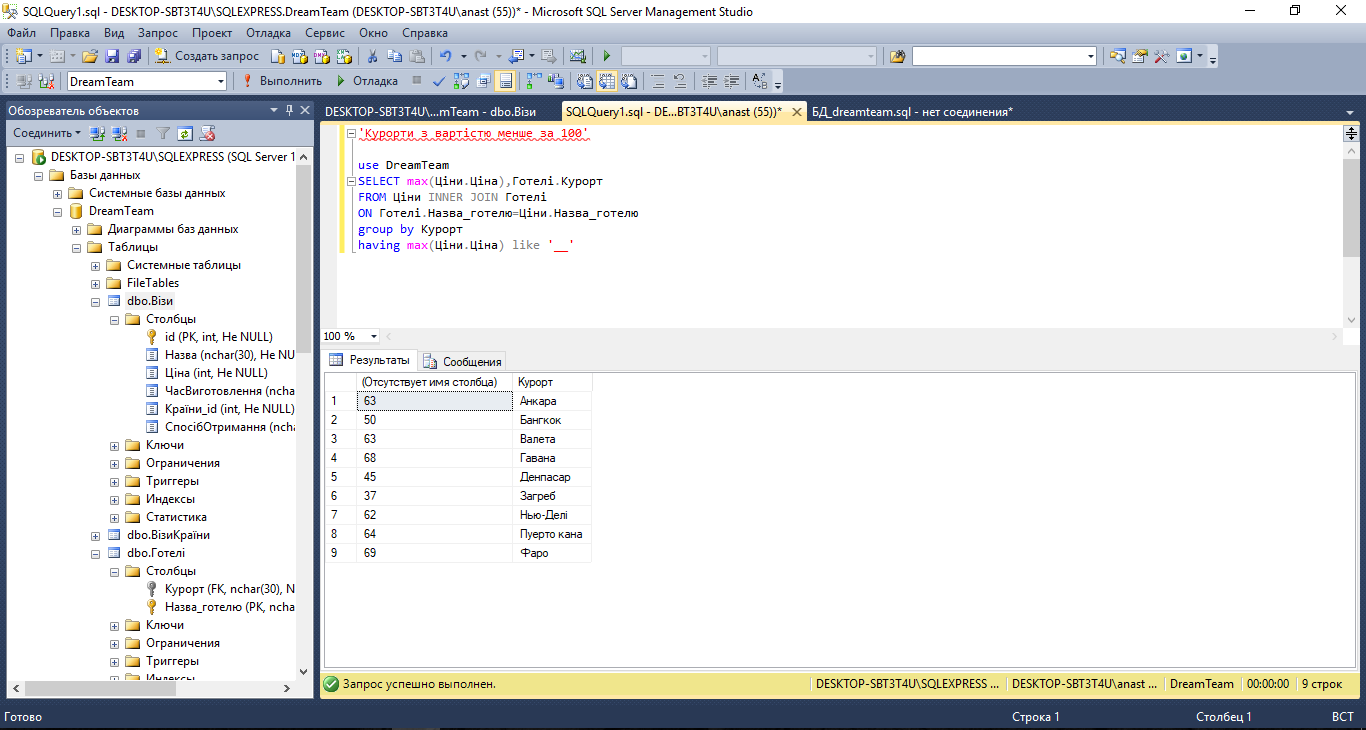 SQLQuery1.sql - DESKTOP-SBT3T4U\SQLEXPRESS.DreamTeam (DESKTOP-SBT3T4U\anast (55))* - Microsoft SQL Server Management Studio
Файл Правка Вид Запрос Проект Отладка Сервис Окно Справка
Создать запрос
DreamTeam Выполнить Отладка
Обозреватель объектов
DESKTOP-SBT3T4U\...mTeam - dbo.Візи SQLQuery1.sql - DE...BT3T4U\anast (55))* БД_dreamteam.sql - нет соединения*
Соединить
DESKTOP-SBT3T4U\SQLEXPRESS (SQL Server 1
Базы данных
Системные базы данных
DreamTeam
Диаграммы баз данных
Таблицы
Системные таблицы
FileTables
dbo.Візи
Столбцы
id (PK, int, Не NULL)
Назва (nchar(30), Не NU
Ціна (int, Не NULL)
ЧасВиготовлення (ncha
Країни_id (int, Не NULL)
СпосібОтримання (ncha
Ключи
Ограничения
Триггеры
Индексы
Статистика
dbo.ВізиКраїни
dbo.Готелі
Столбцы
Курорт (FK, nchar(30), N
Назва_готелю (PK, ncha
Ключи
Ограничения
Триггеры
Индексы
'Курорти з вартістю менше за 100'
use DreamTeam
SELECT max(Ціни.Ціна),Готелі.Курорт
FROM Ціни INNER JOIN Готелі
ON Готелі.Назва_готелю=Ціни.Назва_готелю
group by Курорт
having max(Ціни.Ціна) like '__'
100 %
Результаты Сообщения
(Отсутствует имя столбца) Курорт
1 63 Анкара
2 50 Бангкок
3 63 Валета
4 68 Гавана
5 45 Денпасар
6 37 Загреб
7 62 Нью-Делі
8 64 Пуерто кана
9 69 Фаро
Запрос успешно выполнен. DESKTOP-SBT3T4U\SQLEXPRESS ... DESKTOP-SBT3T4U\anast ... DreamTeam 00:00:00 9 строк
Готово Строка 1 Столбец 1 ВСТ